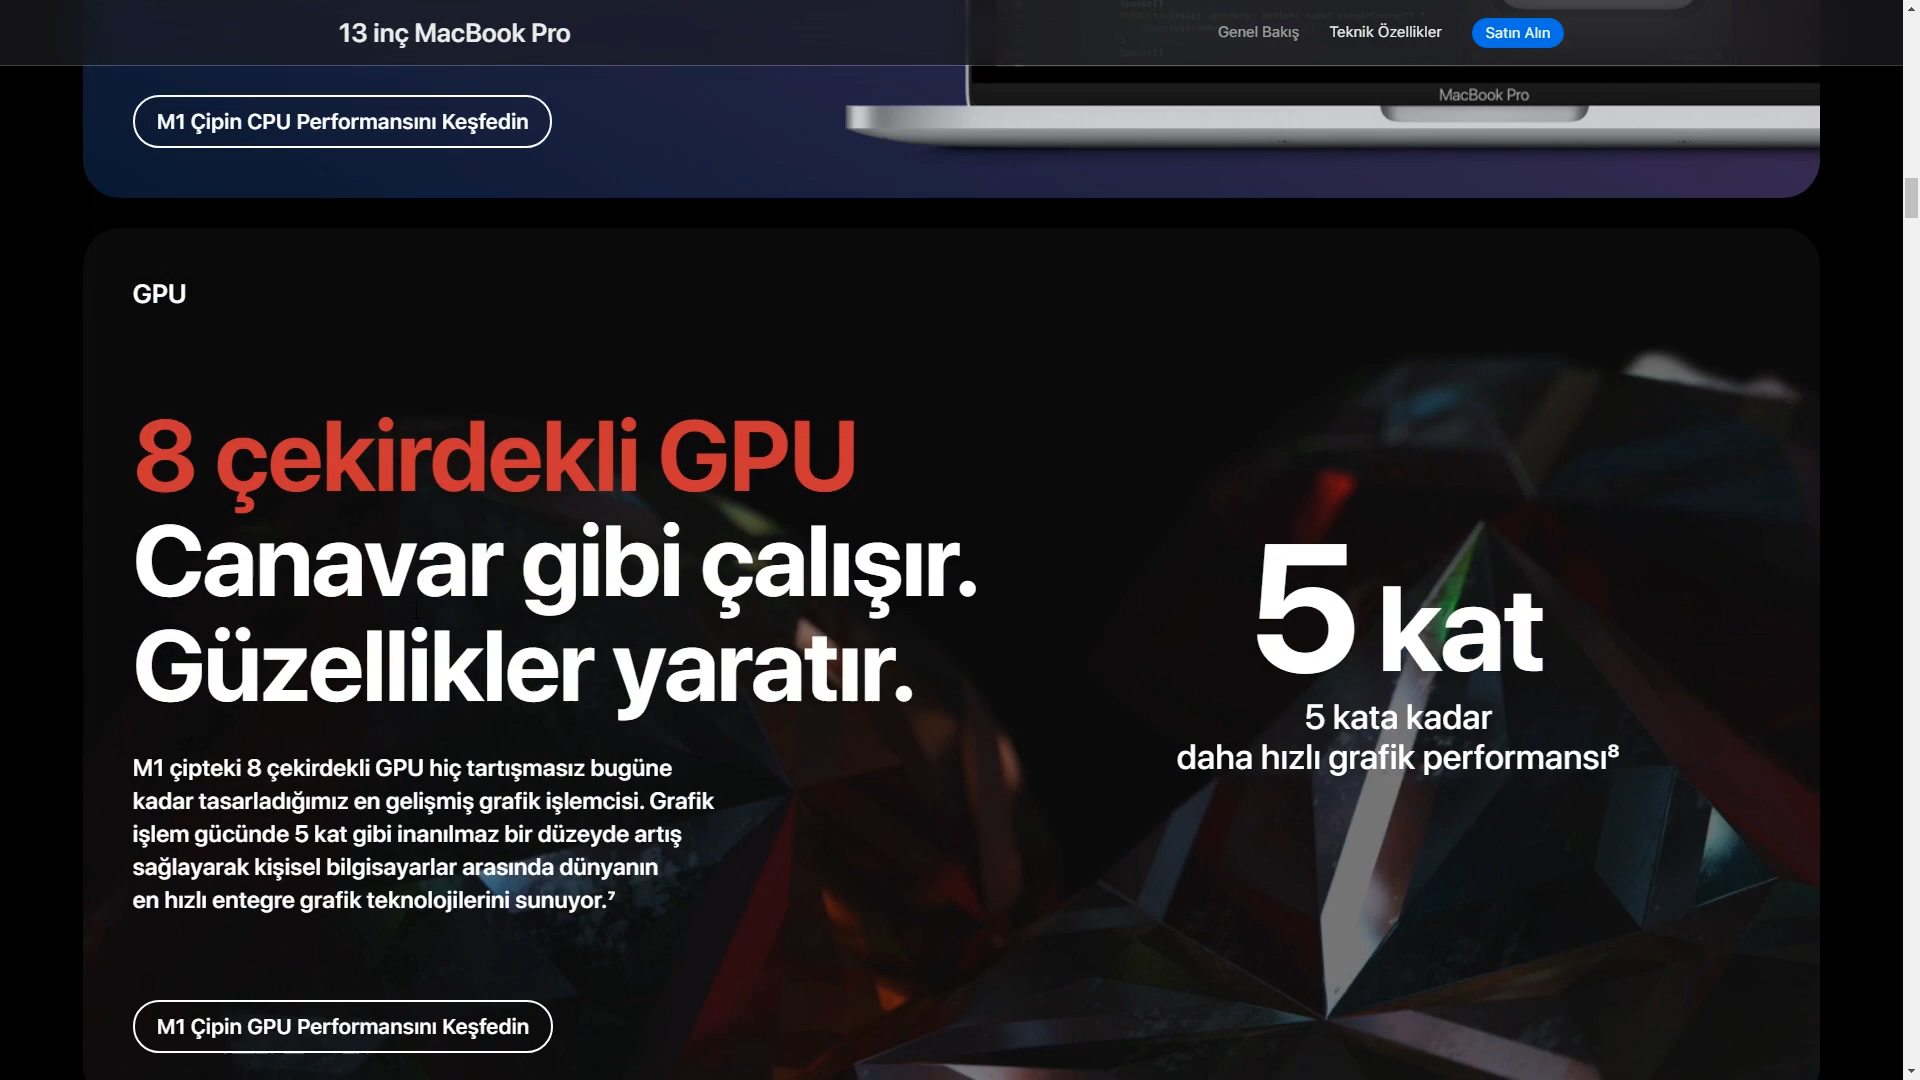 13 inç MacBook Pro
Genel Bakış
Teknik Özellikler
Satın Alın
MacBook Pro
M1 Çipin CPU Performansını Keşfedin
GPU
8 çekirdekli GPU
Canavar gibi çalışır.
Güzellikler yaratır.
5 kat
5 kata kadar
daha hızlı grafik performansı⁸
M1 çipteki 8 çekirdekli GPU hiç tartışmasız bugüne
kadar tasarladığımız en gelişmiş grafik işlemcisi. Grafik
işlem gücünde 5 kat gibi inanılmaz bir düzeyde artış
sağlayarak kişisel bilgisayarlar arasında dünyanın
en hızlı entegre grafik teknolojilerini sunuyor.⁷
M1 Çipin GPU Performansını Keşfedin